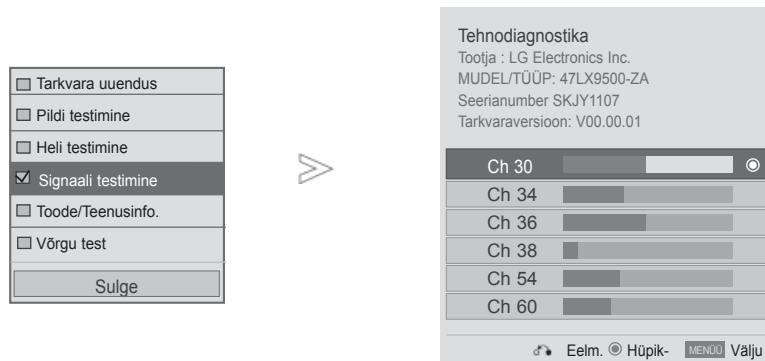 Tarkvara uuendus
Pildi testimine
Heli testimine
Signaali testimine
Toode/Teenusinfo.
Võrgu test
Sulge
Tehnodiagnostika
Tootja : LG Electronics Inc.
MUDEL/TÜÜP: 47LX9500-ZA
Seerianumber SKJY1107
Tarkvaraversioon: V00.00.01
Ch 30
Ch 34
Ch 36
Ch 38
Ch 54
Ch 60
Eelm. Hüpik- MENÜÜ Välju